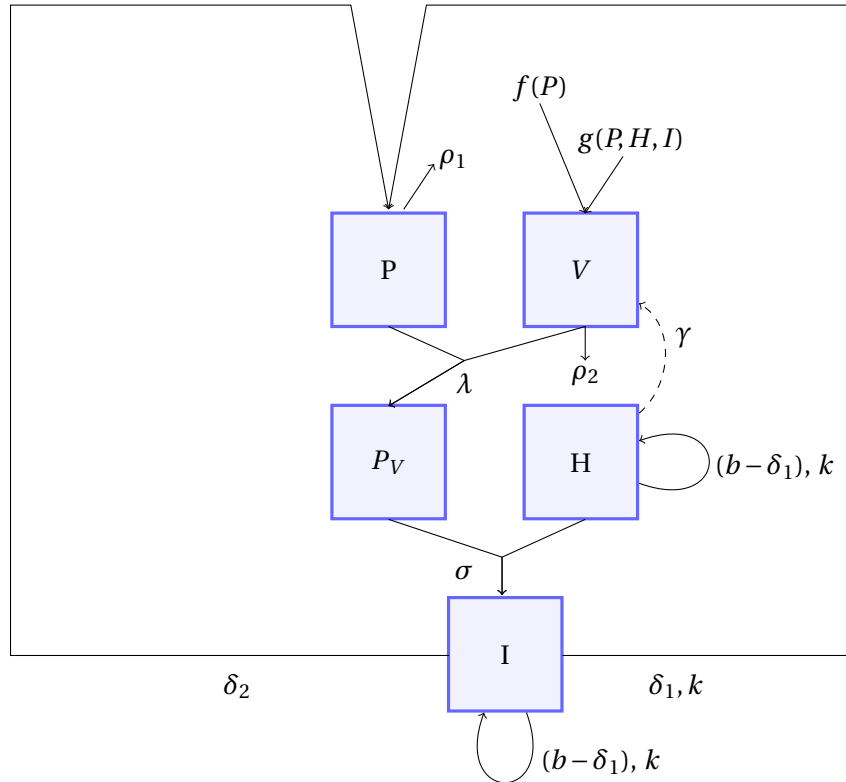 f(P)
g(P, H, I)
ρ₁
P
V
γ
ρ₂
λ
P_V
H
(b − δ₁), k
σ
I
δ₂
δ₁, k
(b − δ₁), k